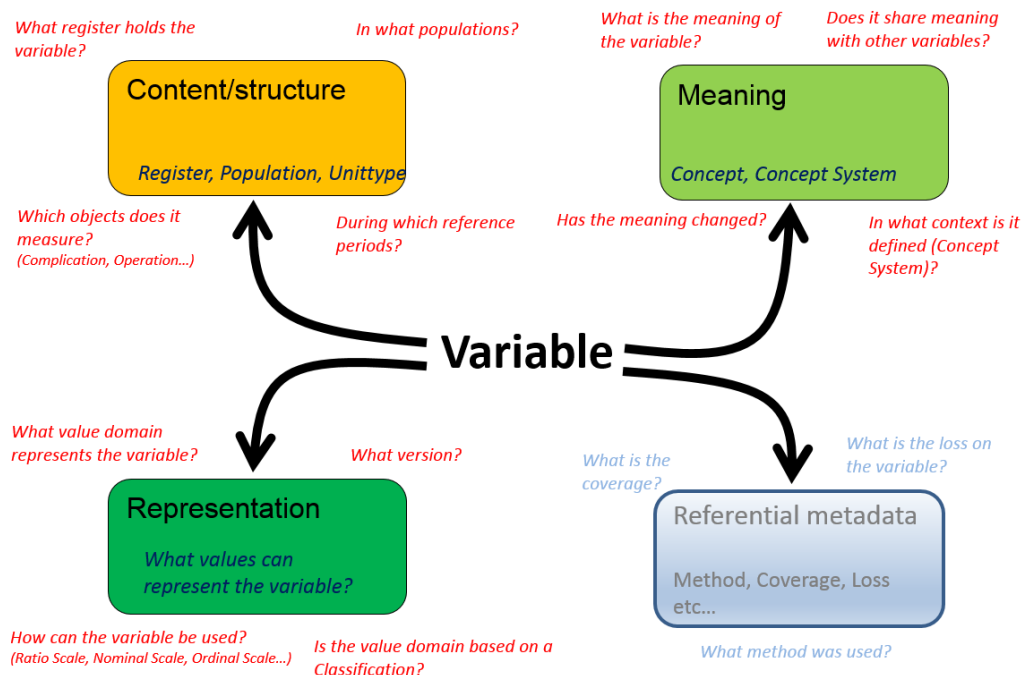 What register holds the
variable?
In what populations?
Content/structure
Register, Population, Unittype
Which objects does it
measure?
(Complication, Operation…)
During which reference
periods?
What is the meaning of
the variable?
Does it share meaning
with other variables?
Meaning
Concept, Concept System
Has the meaning changed?
In what context is it
defined (Concept
System)?
Variable
What value domain
represents the variable?
What version?
Representation
What values can
represent the variable?
How can the variable be used?
(Ratio Scale, Nominal Scale, Ordinal Scale…)
Is the value domain based on a
Classification?
What is the
coverage?
What is the loss on
the variable?
Referential metadata
Method, Coverage, Loss
etc…
What method was used?